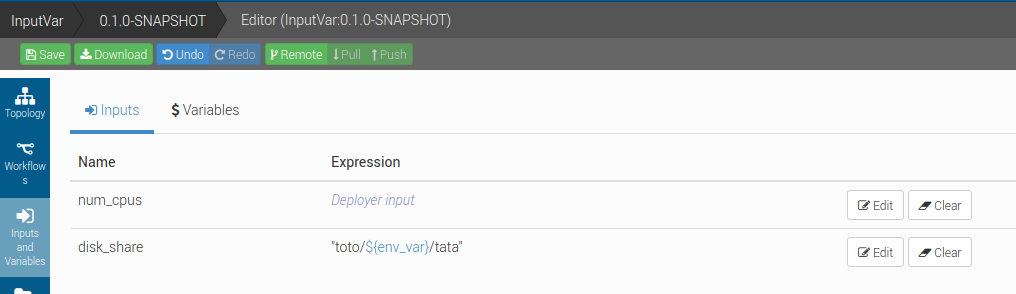 InputVar 0.1.0-SNAPSHOT Editor (InputVar:0.1.0-SNAPSHOT)
Save Download Undo Redo Remote Pull Push
Topology
Workflow
s
Inputs
and
Variables
Inputs $ Variables
Name Expression
num_cpus Deployer input Edit Clear
disk_share "toto/${env_var}/tata" Edit Clear